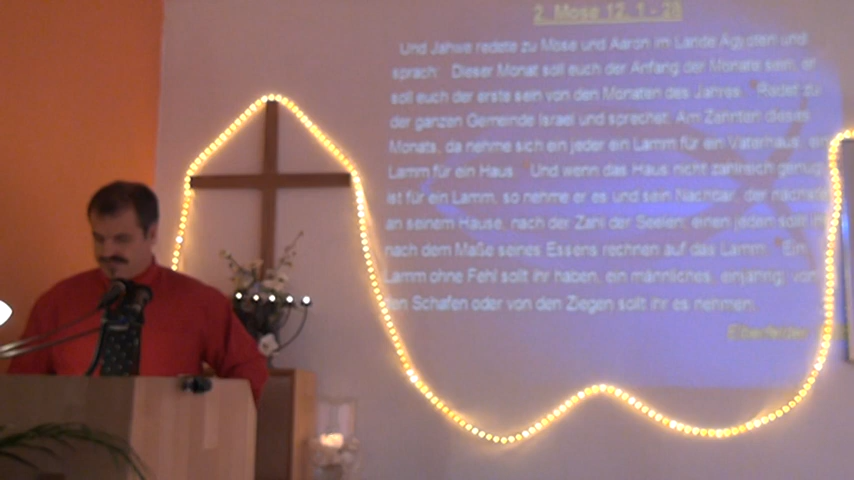 2. Mose 12, 1 - 28
Und Jahwe redete zu Mose und Aaron im Lande Ägypten und
sprach: Dieser Monat soll euch der Anfang der Monate sein, er
soll euch der erste sein von den Monaten des Jahres. Redet zu
der ganzen Gemeinde Israel und sprechet: Am Zehnten dieses
Monats, da nehme sich ein jeder ein Lamm für ein Vaterhaus, ein
Lamm für ein Haus. Und wenn das Haus nicht zahlreich genug
ist für ein Lamm, so nehme er es und sein Nachbar, der nächste
an seinem Hause, nach der Zahl der Seelen; einen jeden sollt ihr
nach dem Maße seines Essens rechnen auf das Lamm. Ein
Lamm ohne Fehl sollt ihr haben, ein männliches, einjährig; von
den Schafen oder von den Ziegen sollt ihr es nehmen.
Elberfelder